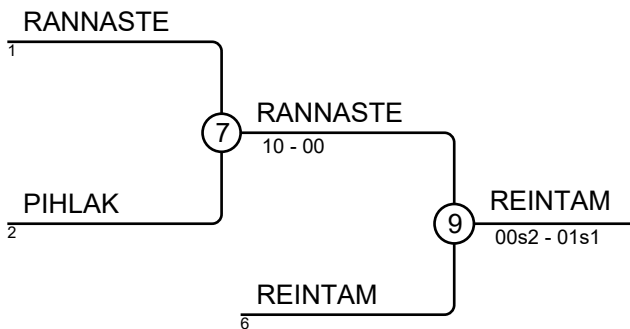 RANNASTE
1
7
RANNASTE
10 - 00
PIHLAK
2
9
REINTAM
00s2 - 01s1
REINTAM
6